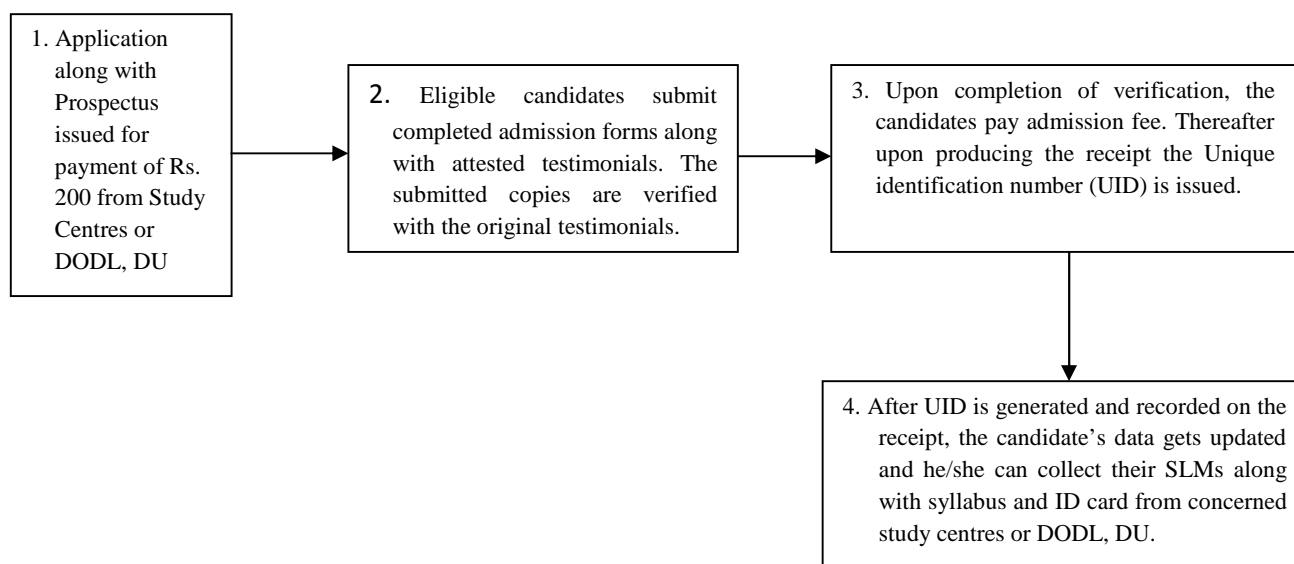 1. Application
along with
Prospectus
issued for
payment of Rs.
200 from Study
Centres or
DODL, DU
2. Eligible candidates submit
completed admission forms along
with attested testimonials. The
submitted copies are verified
with the original testimonials.
3. Upon completion of verification, the
candidates pay admission fee. Thereafter
upon producing the receipt the Unique
identification number (UID) is issued.
4. After UID is generated and recorded on the
receipt, the candidate’s data gets updated
and he/she can collect their SLMs along
with syllabus and ID card from concerned
study centres or DODL, DU.